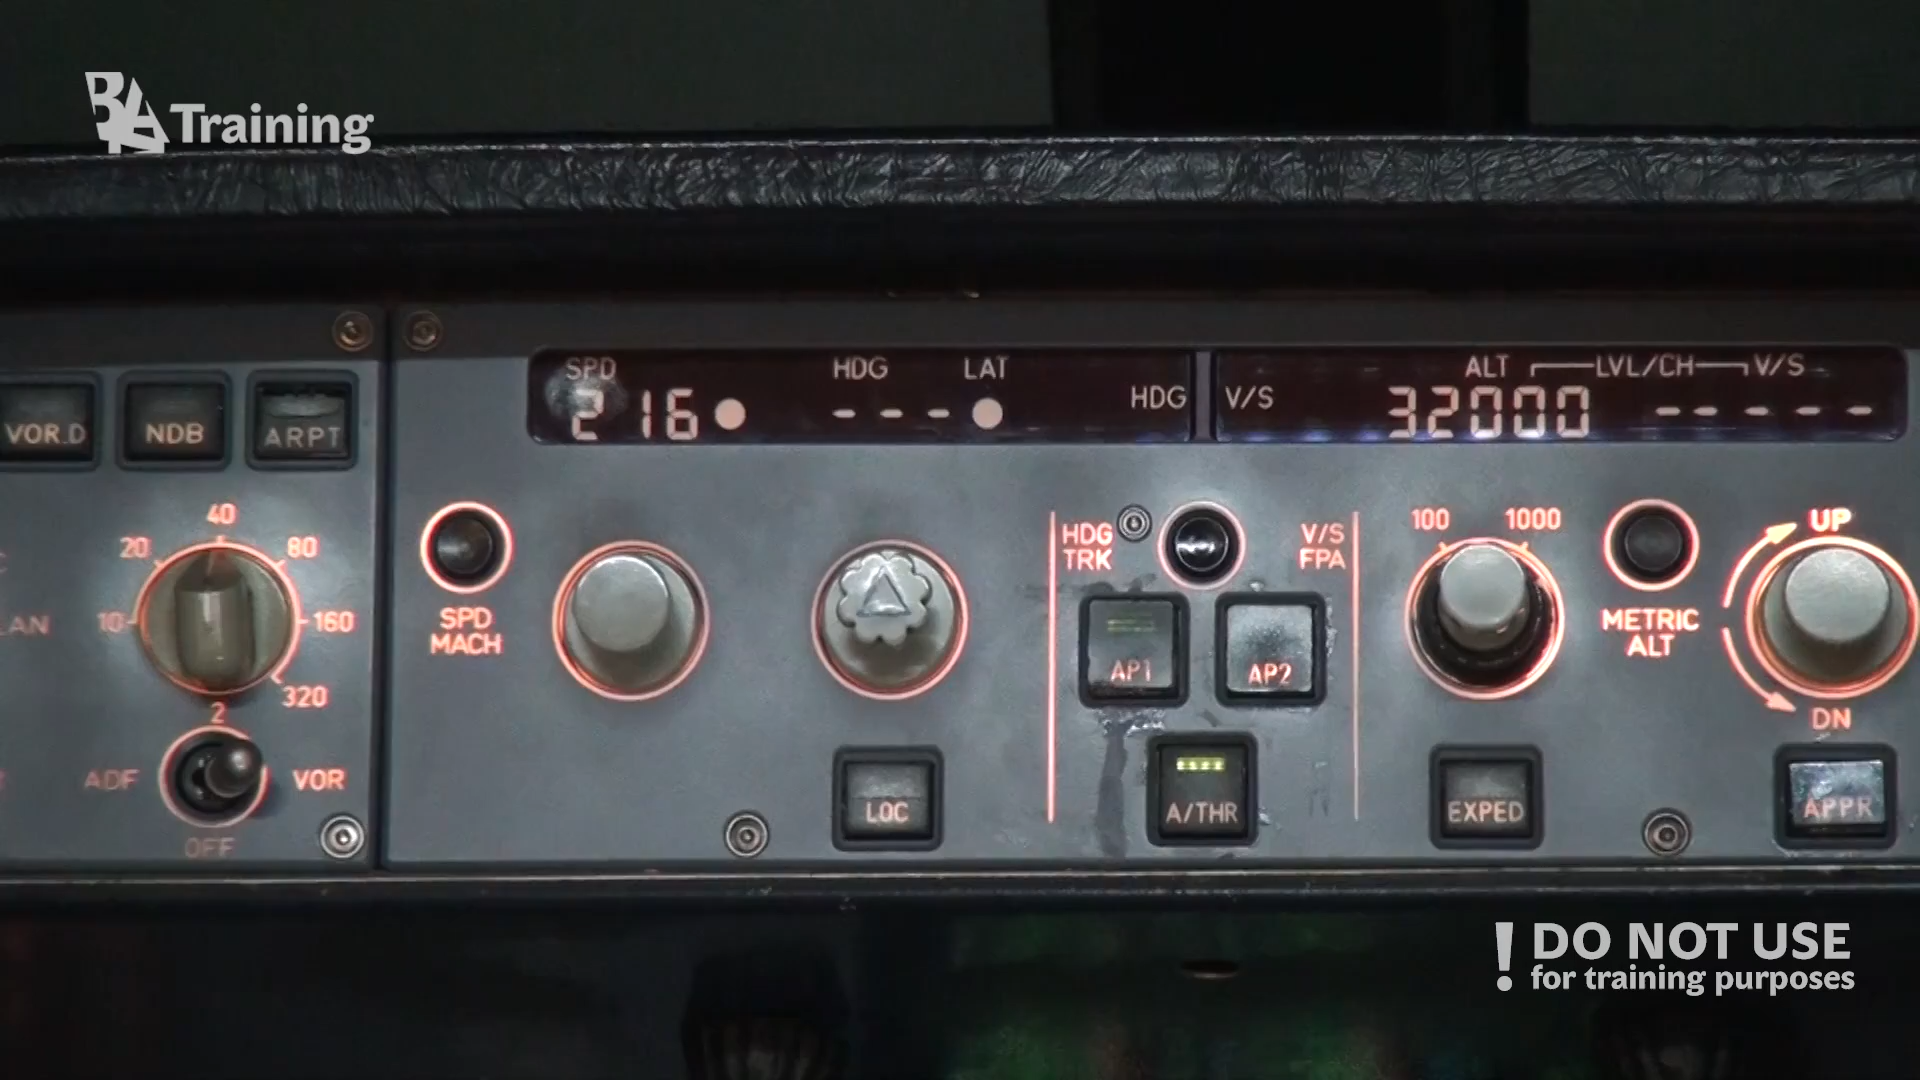 BA Training
SPD HDG LAT ALT LVL/CH V/S
216 --- HDG V/S 32000 -----
VOR.D NDB ARPT
10 20 40 80 160 320
SPD
MACH
HDG
TRK
V/S
FPA
100 1000
METRIC
ALT
UP
DN
AP1 AP2
2
ADF VOR
OFF
LOC A/THR EXPED APPR
! DO NOT USE
for training purposes